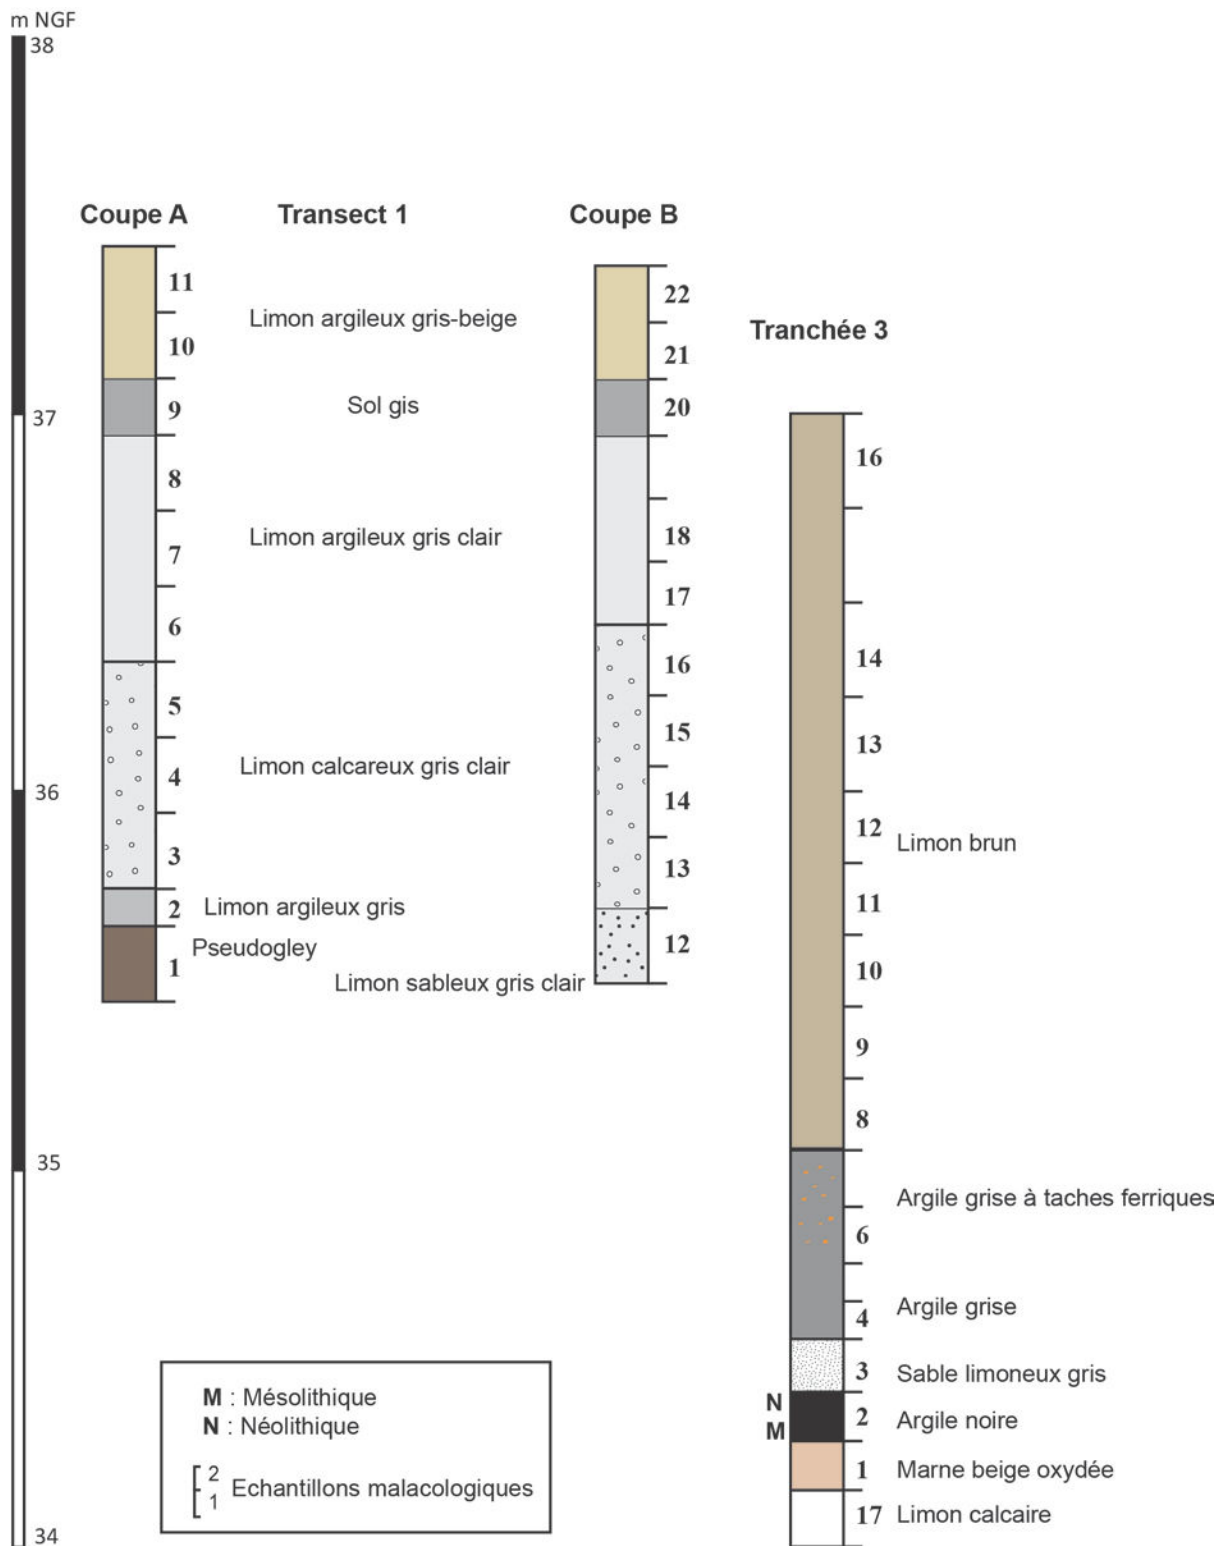 m NGF
38
37
36
35
34
Coupe A
Transect 1
Coupe B
Tranchée 3
11
10
9
8
7
6
5
4
3
2
1
Limon argileux gris-beige
Sol gis
Limon argileux gris clair
Limon calcareux gris clair
Limon argileux gris
Pseudogley
Limon sableux gris clair
22
21
20
18
17
16
15
14
13
12
16
14
13
12
11
10
9
8
6
4
3
2
1
17
Limon brun
Argile grise à taches ferriques
Argile grise
Sable limoneux gris
N
M
Argile noire
Marne beige oxydée
Limon calcaire
M : Mésolithique
N : Néolithique
2
1
Echantillons malacologiques